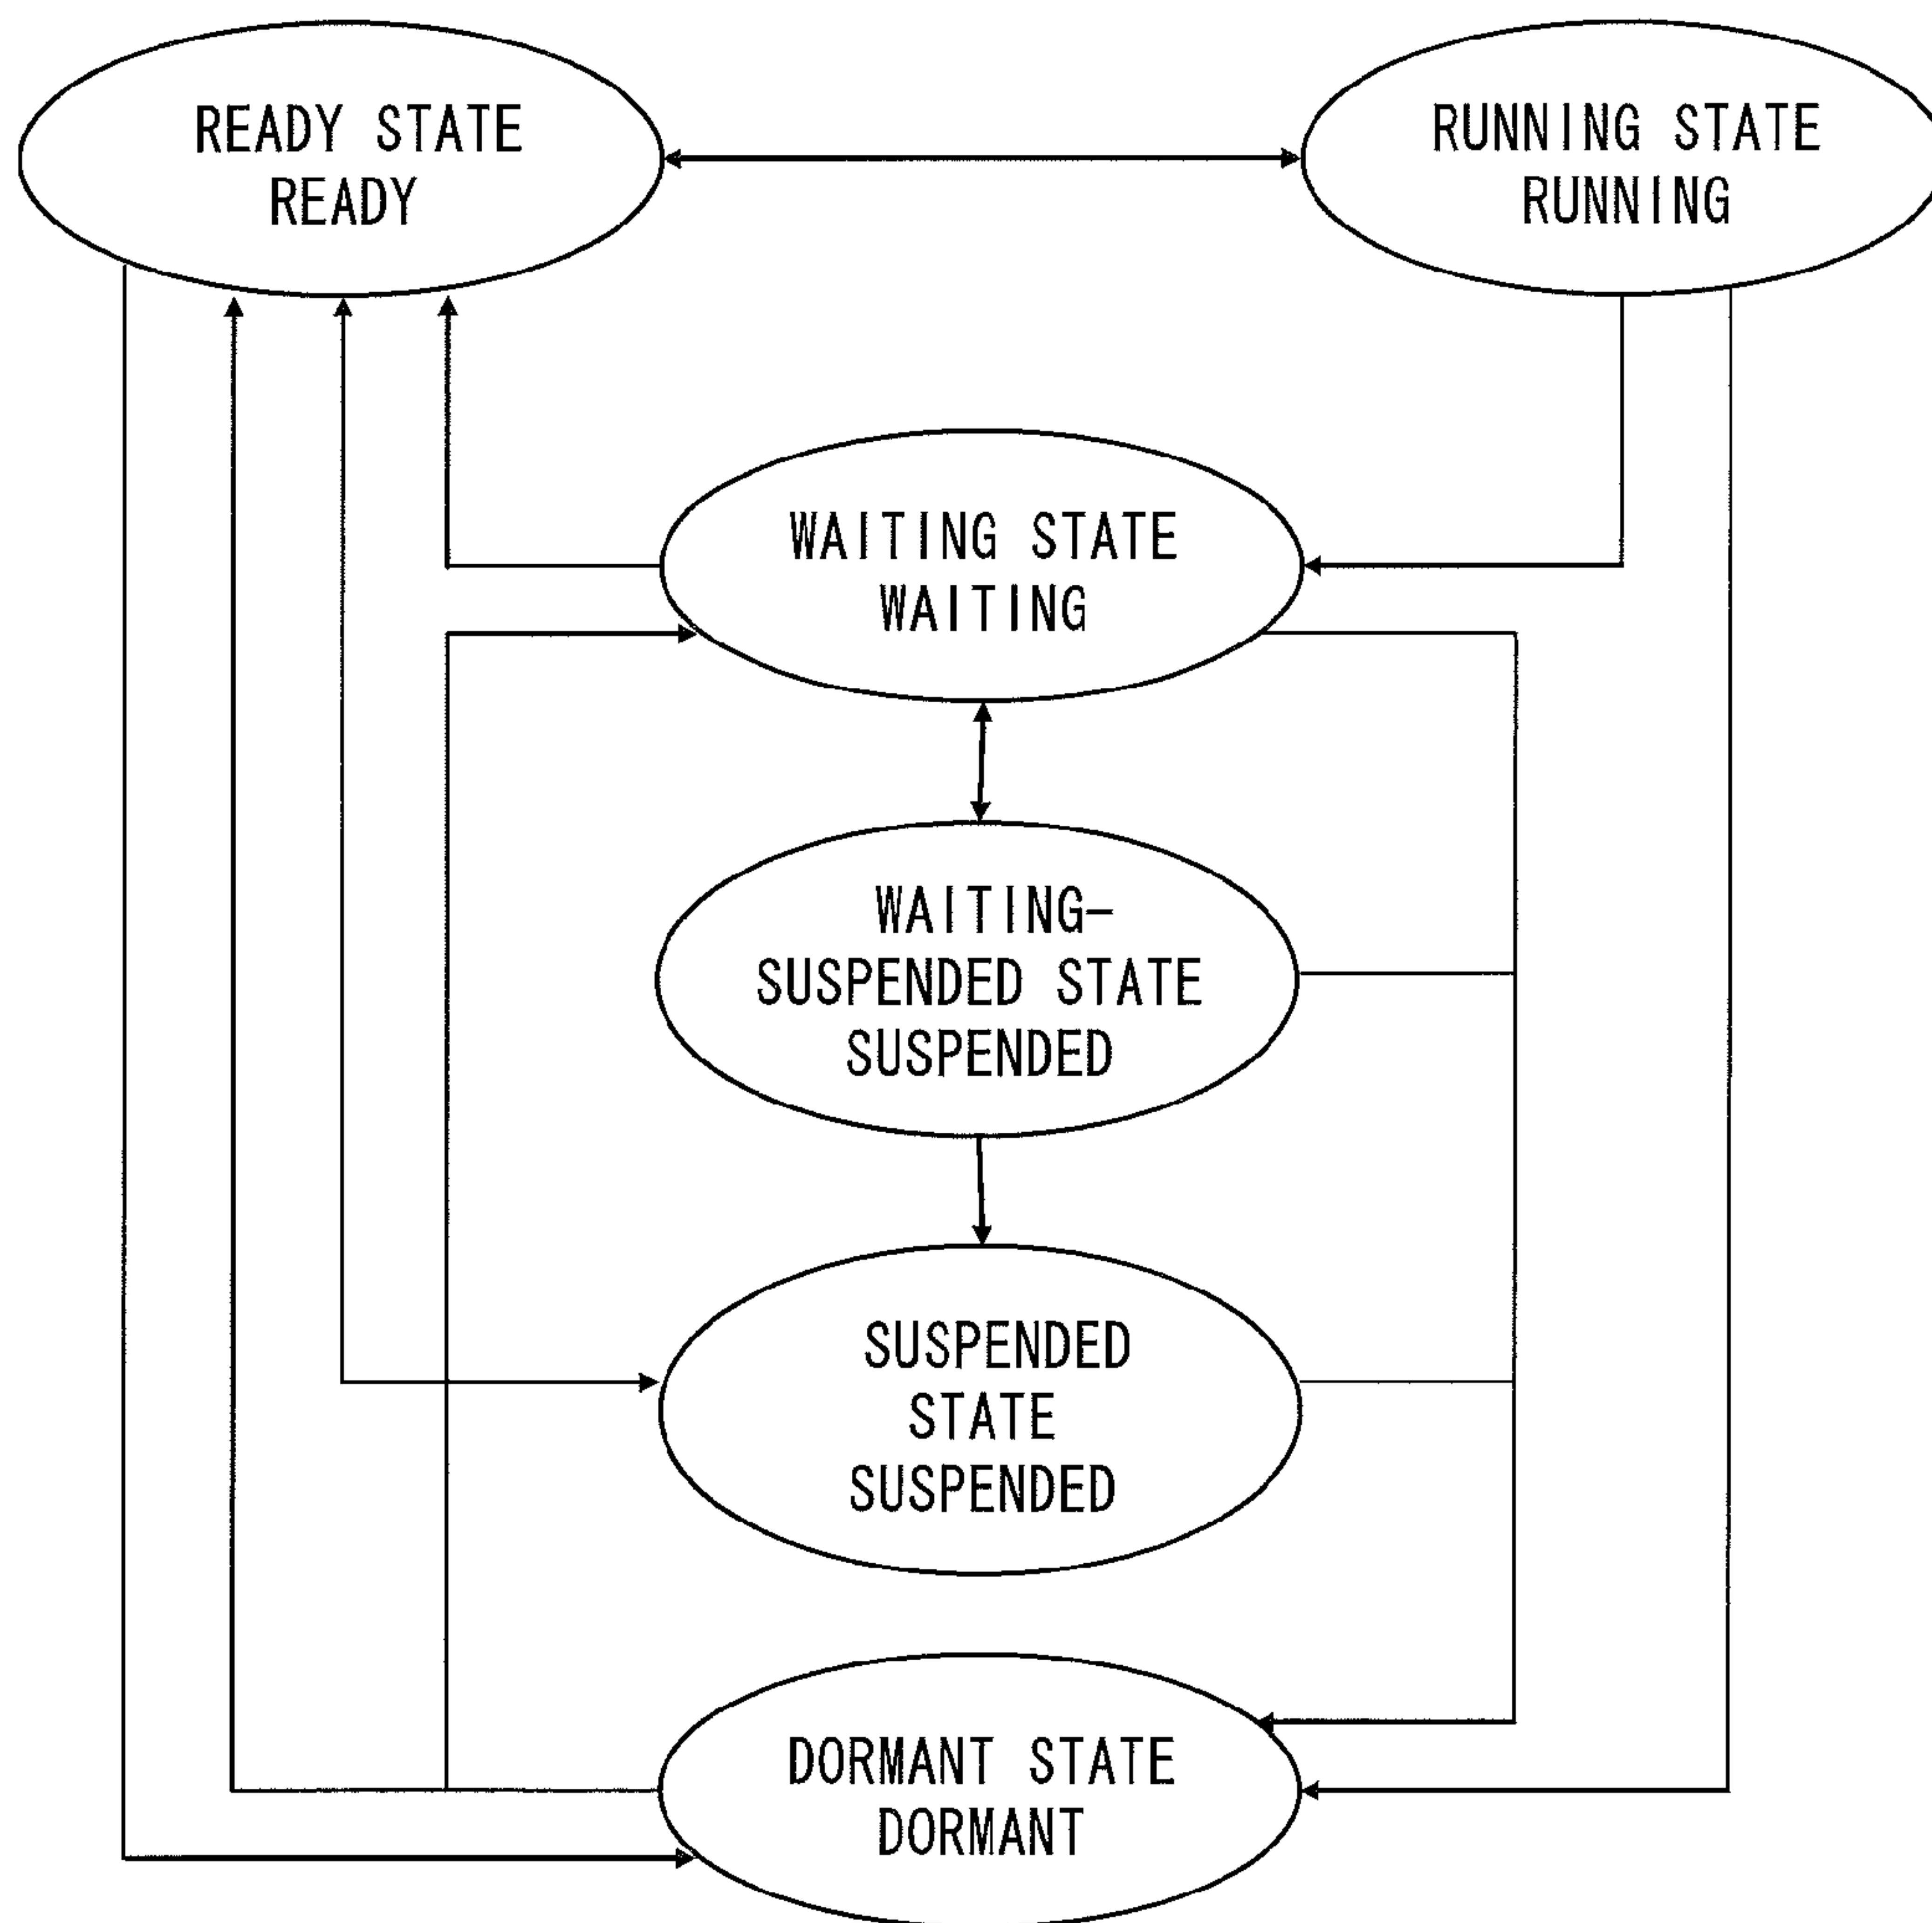 READY STATE
READY
RUNNING STATE
RUNNING
WAITING STATE
WAITING
WAITING-
SUSPENDED STATE
SUSPENDED
SUSPENDED
STATE
SUSPENDED
DORMANT STATE
DORMANT